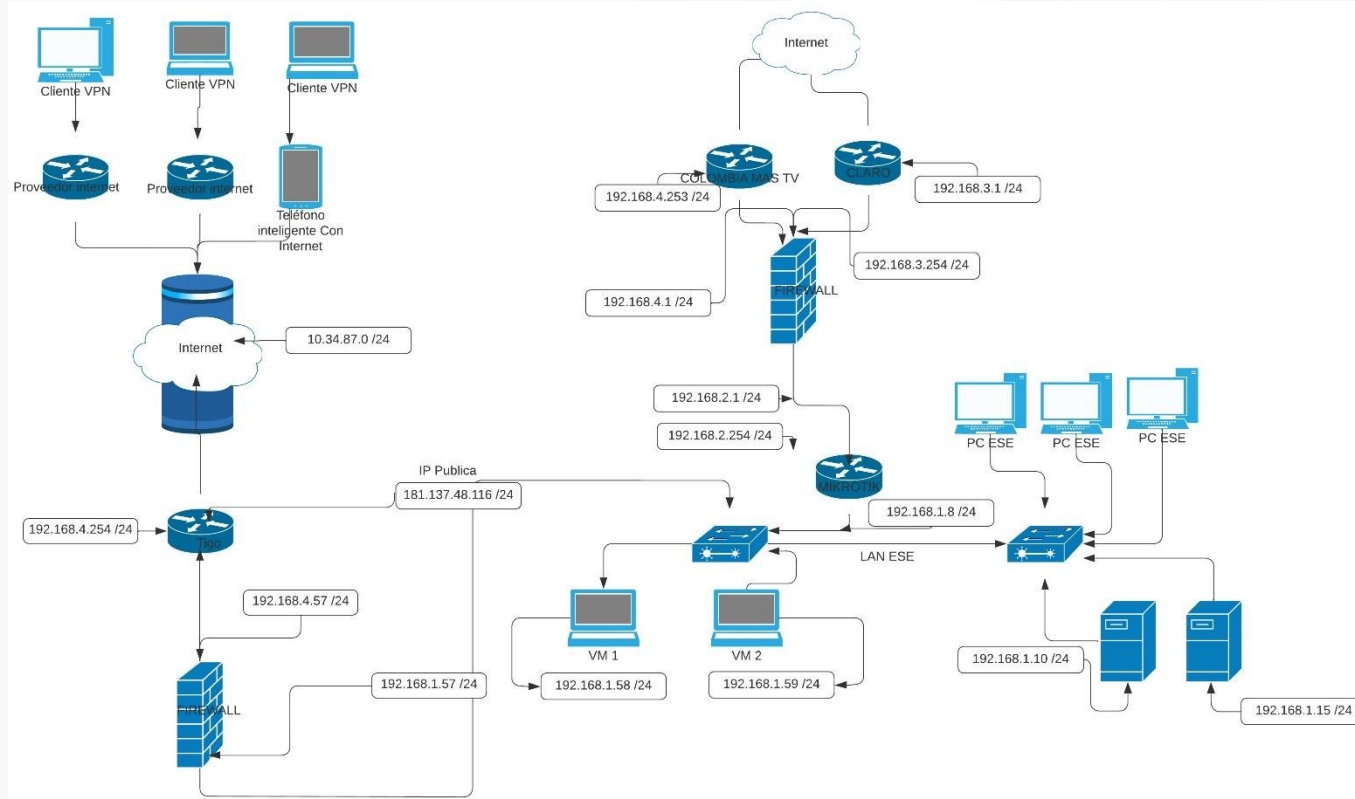 Cliente VPN
Cliente VPN
Cliente VPN
Proveedor internet
Proveedor internet
Teléfono
inteligente Con
Internet
Internet
10.34.87.0 /24
IP Publica
181.137.48.116 /24
192.168.4.254 /24
Tigo
192.168.4.57 /24
192.168.1.57 /24
FIREWALL
Internet
COLOMBIA MAS TV
CLARO
192.168.4.253 /24
192.168.3.1 /24
192.168.3.254 /24
FIREWALL
192.168.4.1 /24
192.168.2.1 /24
192.168.2.254 /24
MIKROTIK
192.168.1.8 /24
LAN ESE
PC ESE
PC ESE
PC ESE
VM 1
VM 2
192.168.1.58 /24
192.168.1.59 /24
192.168.1.10 /24
192.168.1.15 /24